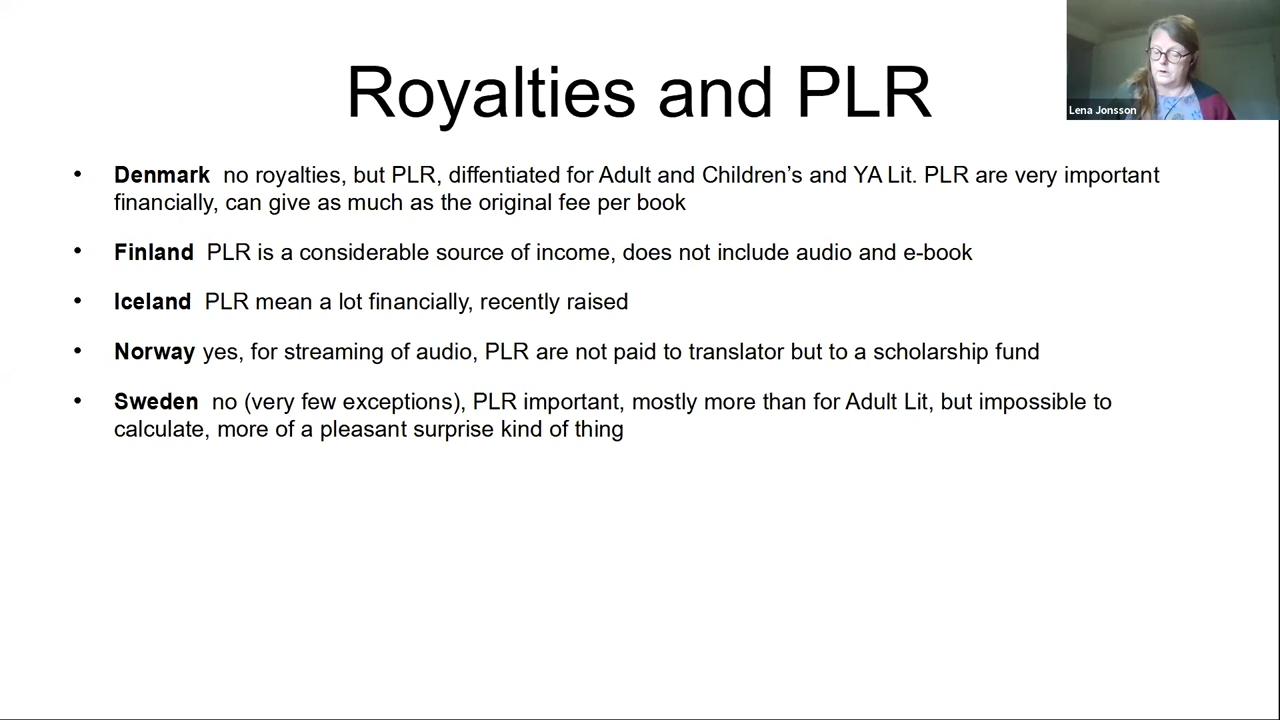 Royalties and PLR
Lena Jonsson
• Denmark no royalties, but PLR, diffentiated for Adult and Children’s and YA Lit. PLR are very important
financially, can give as much as the original fee per book
• Finland PLR is a considerable source of income, does not include audio and e-book
• Iceland PLR mean a lot financially, recently raised
• Norway yes, for streaming of audio, PLR are not paid to translator but to a scholarship fund
• Sweden no (very few exceptions), PLR important, mostly more than for Adult Lit, but impossible to
calculate, more of a pleasant surprise kind of thing